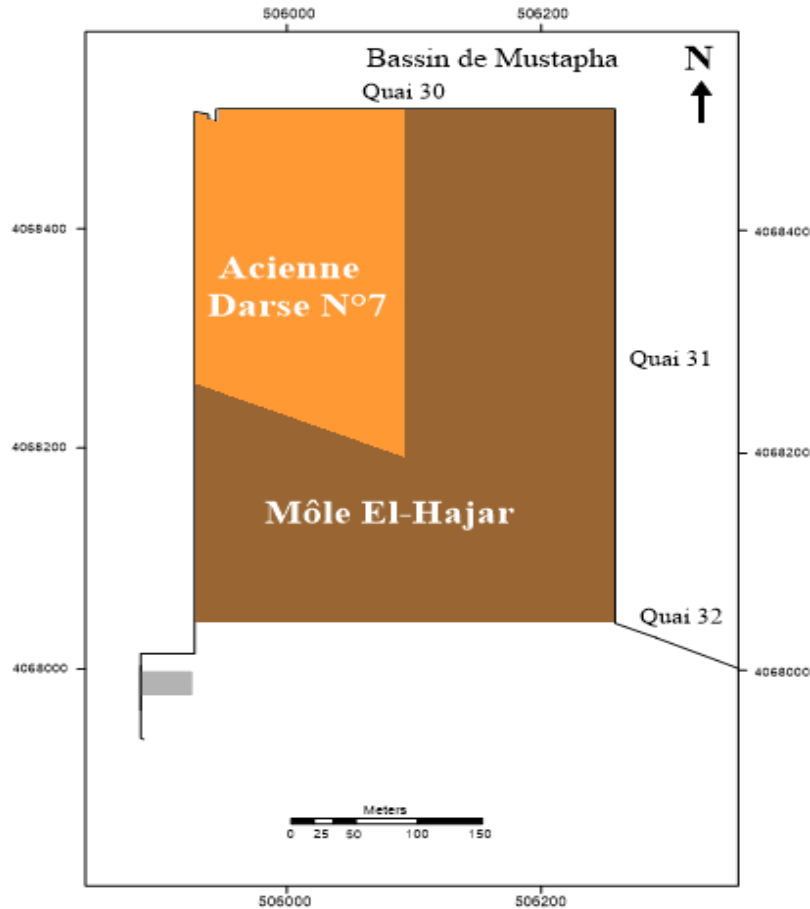 506000 506200
Bassin de Mustapha N
Quai 30
4068400 4068400
Acienne
Darse N°7
Quai 31
4068200 4068200
Môle El-Hajar
Quai 32
4068000 4068000
Meters
0 25 50 100 150
506000 506200